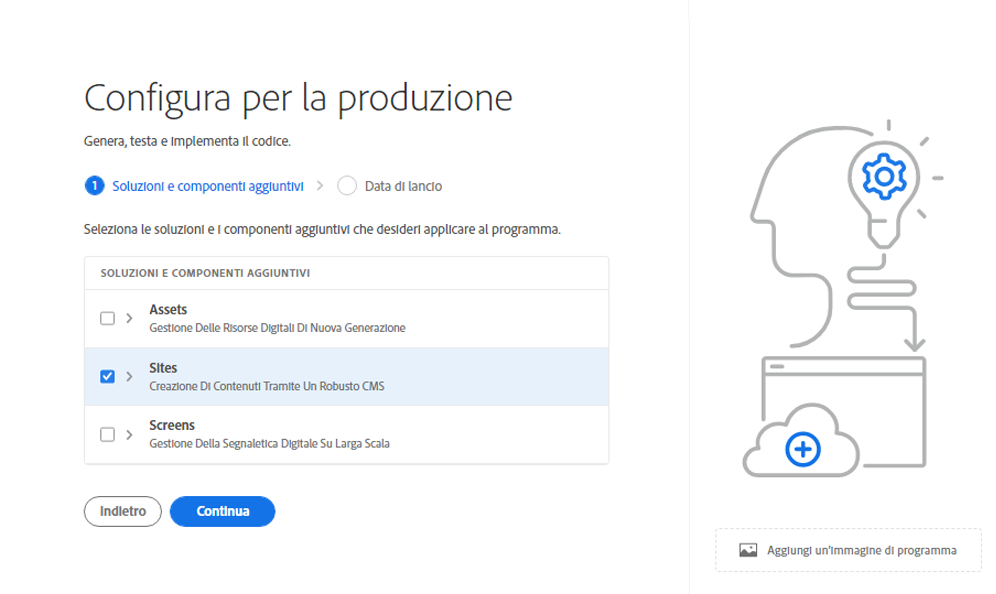 Configura per la produzione
Genera, testa e implementa il codice.
1 Soluzioni e componenti aggiuntivi > Data di lancio
Seleziona le soluzioni e i componenti aggiuntivi che desideri applicare al programma.
SOLUZIONI E COMPONENTI AGGIUNTIVI
Assets
Gestione Delle Risorse Digitali Di Nuova Generazione
Sites
Creazione Di Contenuti Tramite Un Robusto CMS
Screens
Gestione Della Segnaletica Digitale Su Larga Scala
Indietro Continua
Aggiungi un'immagine di programma